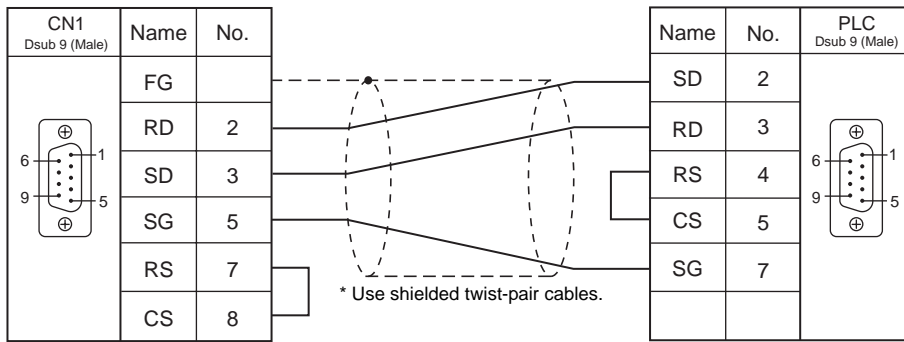 CN1
Dsub 9 (Male)
Name No.
FG
RD 2
SD 3
SG 5
RS 7
CS 8
6
1
9
5
* Use shielded twist-pair cables.
Name No.
PLC
Dsub 9 (Male)
SD 2
RD 3
RS 4
CS 5
SG 7
6
1
9
5